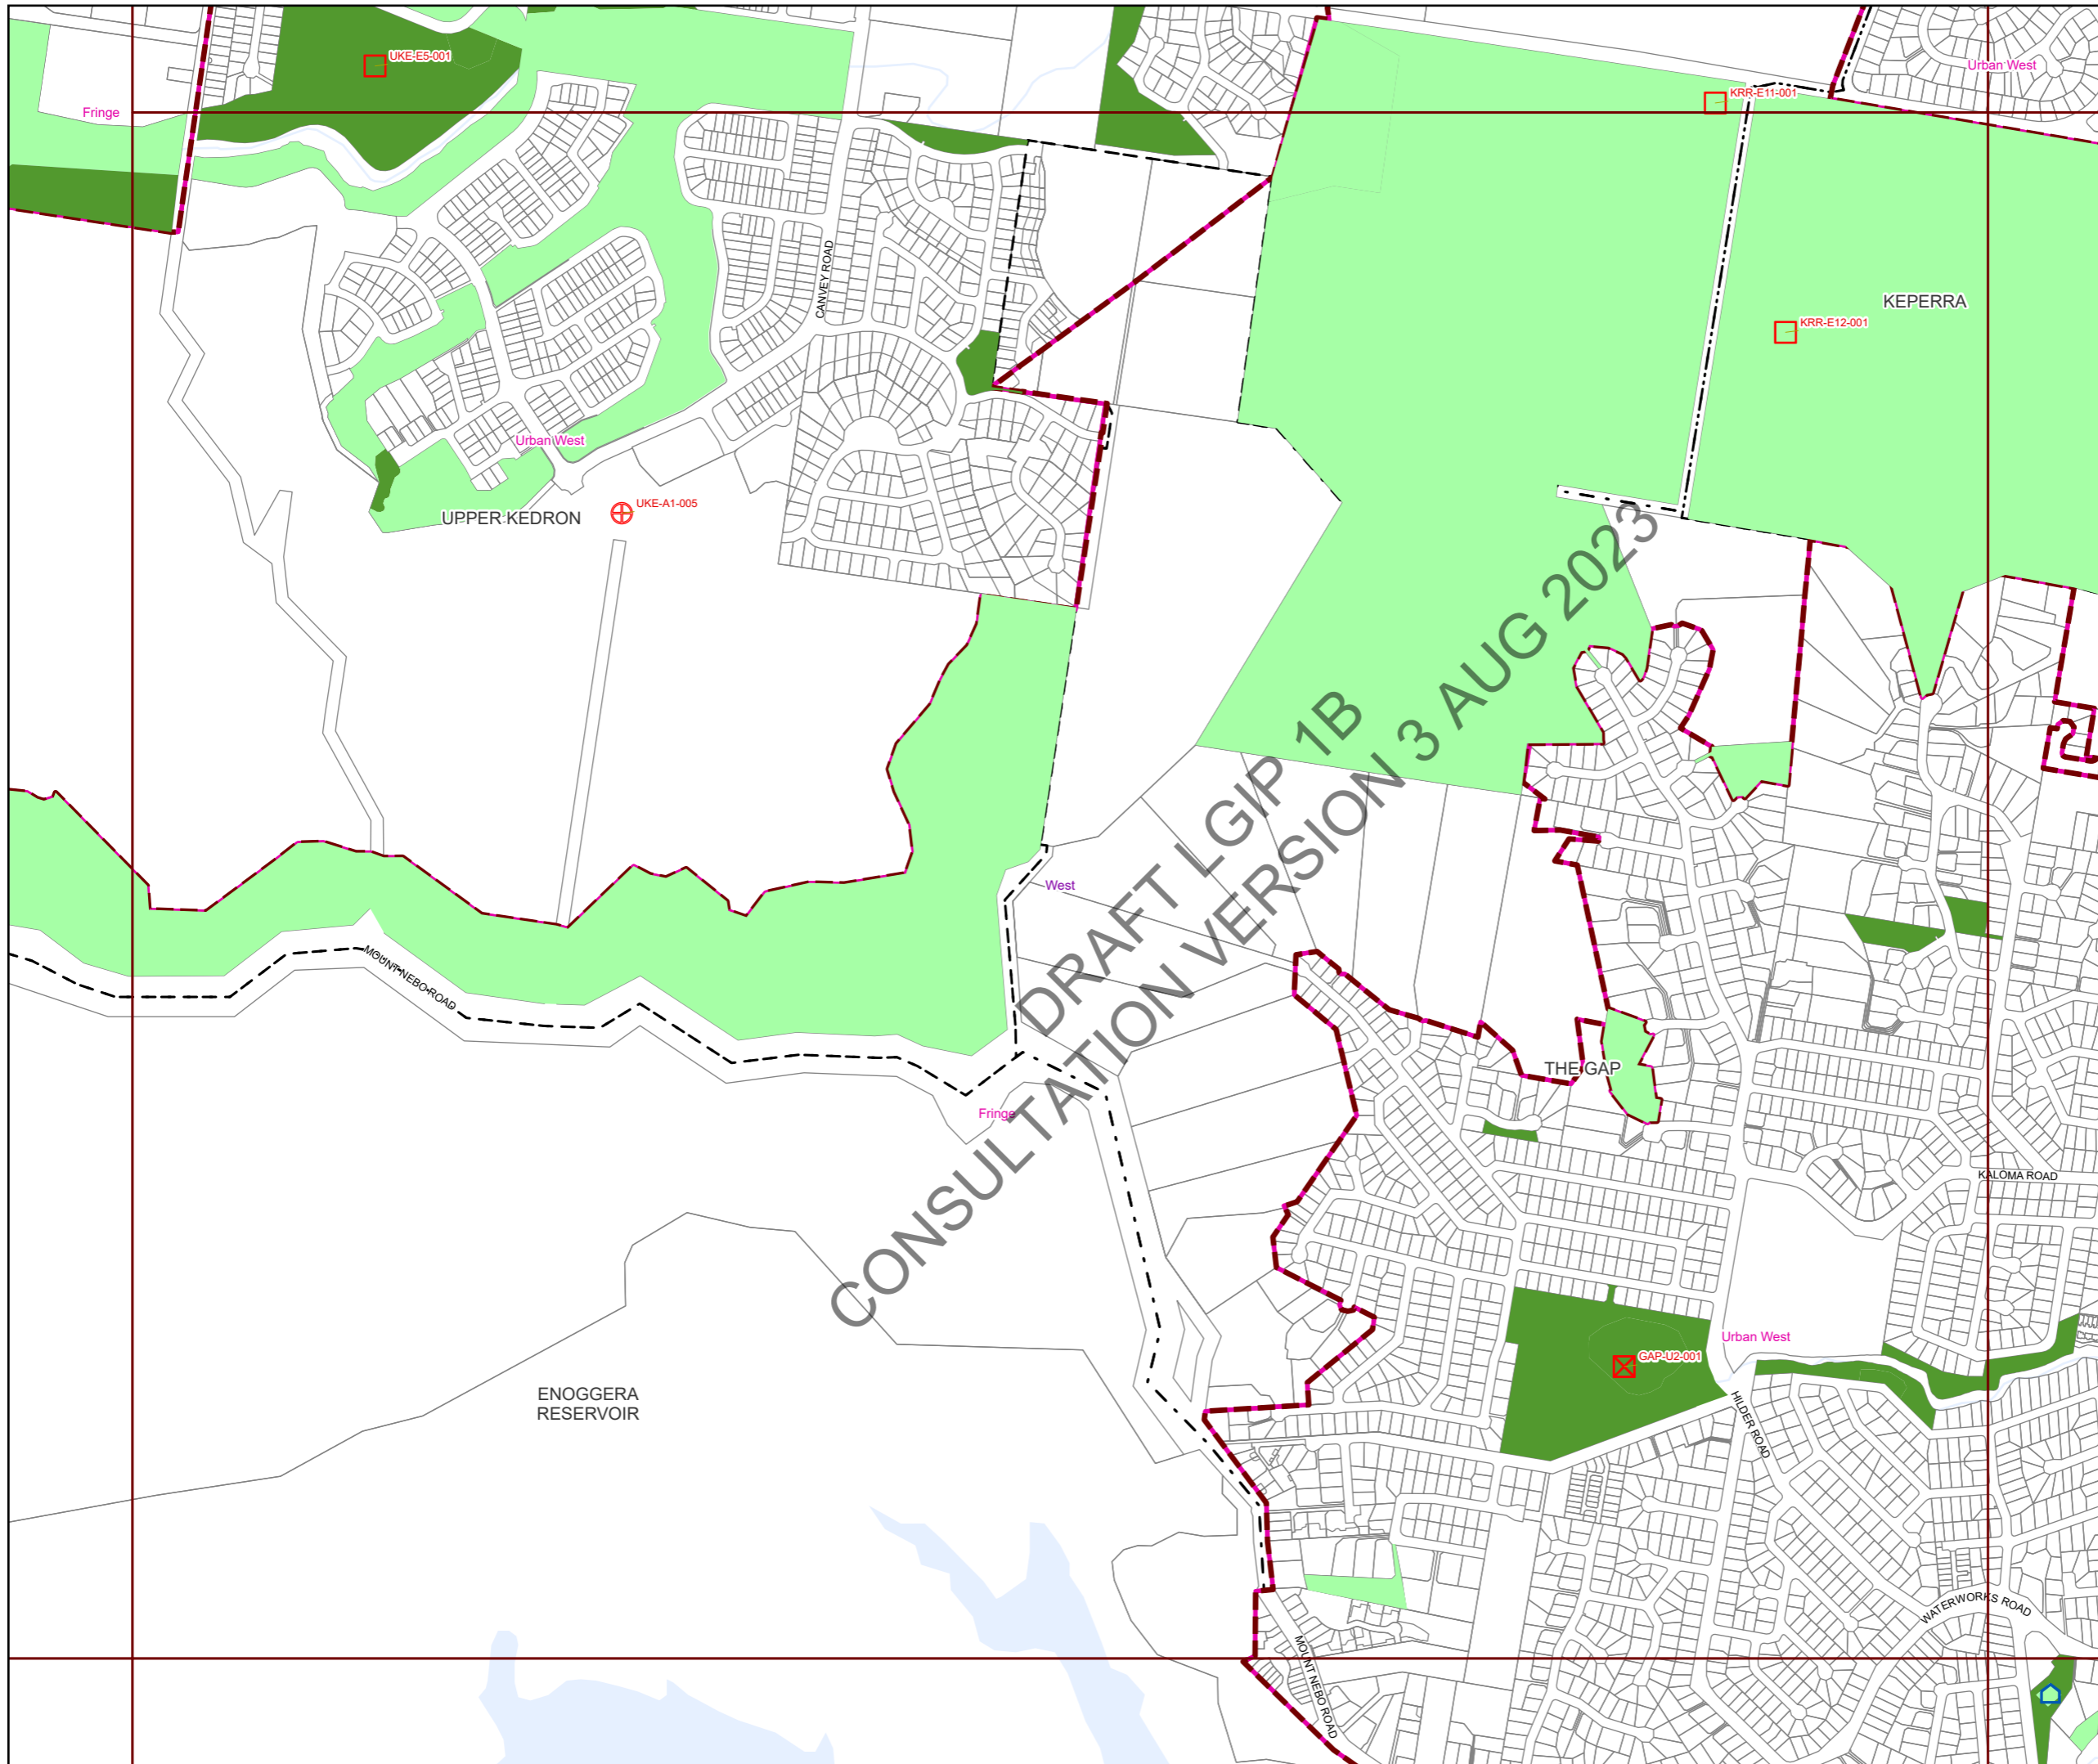 UKE-E5-001
Urban West
KRR-E11-001
Fringe
CANVEY ROAD
KEPERRA
KRR-E12-001
Urban West
UKE-A1-005
UPPER KEDRON
DRAFT LGIP 1B
CONSULTATION VERSION 3 AUG 2023
West
MOUNT NEBO ROAD
THE GAP
Fringe
KALOMA ROAD
Urban West
GAP-U2-001
ENOGGERA
RESERVOIR
HILDER ROAD
WATERWORKS ROAD
MOUNT NEBO ROAD